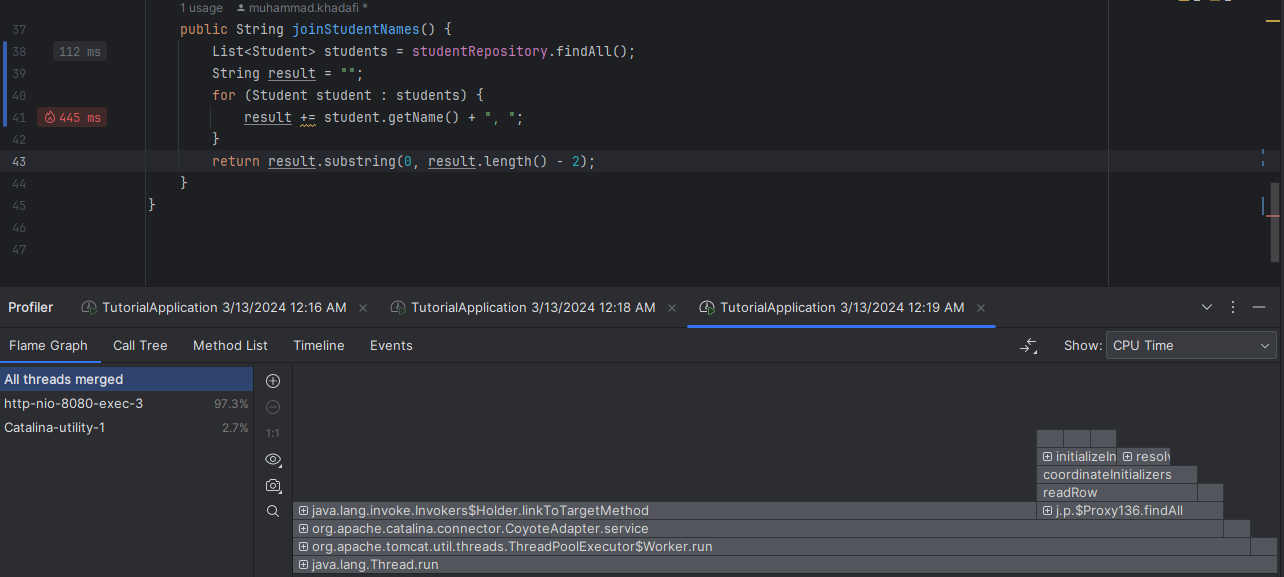 1 usage muhammad.khadafi *
37 public String joinStudentNames() {
38 112 ms List<Student> students = studentRepository.findAll();
39 String result = "";
40 for (Student student : students) {
41 445 ms result += student.getName() + ", ";
42 }
43 return result.substring(0, result.length() - 2);
44 }
45 }
46
47
Profiler TutorialApplication 3/13/2024 12:16 AM × TutorialApplication 3/13/2024 12:18 AM × TutorialApplication 3/13/2024 12:19 AM ×
Flame Graph Call Tree Method List Timeline Events Show: CPU Time
All threads merged
http-nio-8080-exec-3 97.3%
Catalina-utility-1 2.7%
1:1
initializeIn resolv
coordinateInitializers
readRow
java.lang.invoke.Invokers$Holder.linkToTargetMethod j.p.$Proxy136.findAll
org.apache.catalina.connector.CoyoteAdapter.service
org.apache.tomcat.util.threads.ThreadPoolExecutor$Worker.run
java.lang.Thread.run